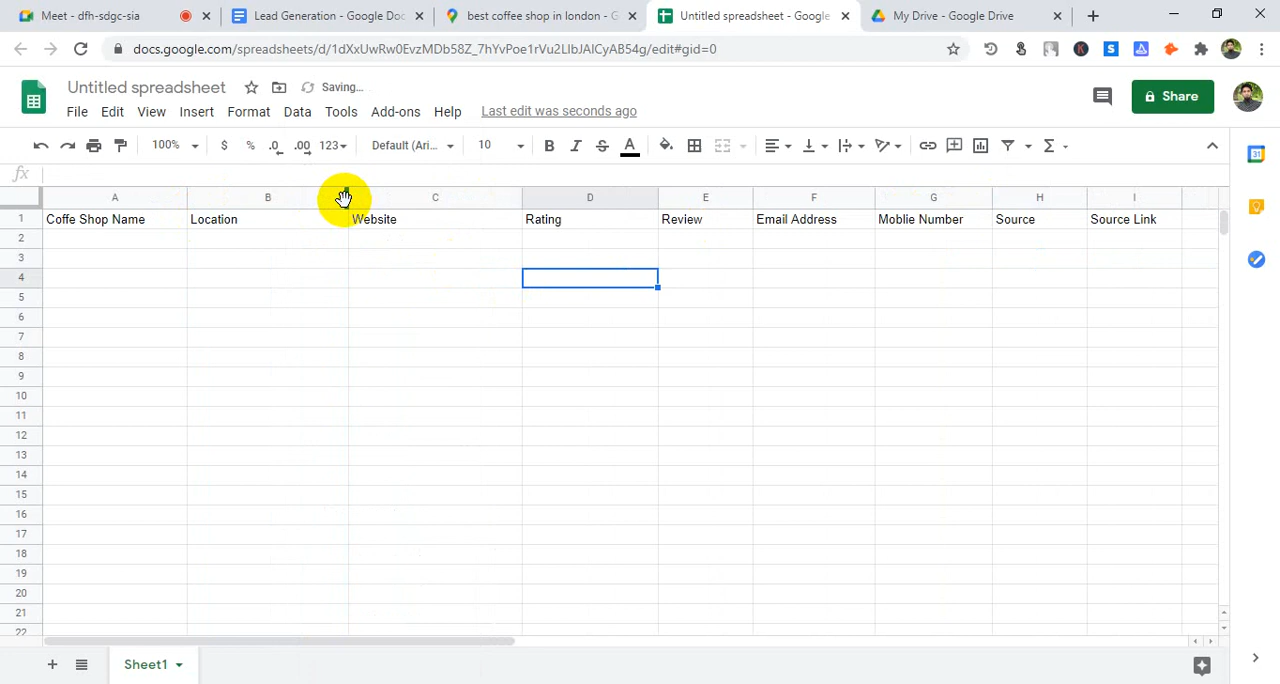 Meet - dfh-sdgc-sia
Lead Generation - Google Doc
best coffee shop in london - G
Untitled spreadsheet - Google
My Drive - Google Drive
docs.google.com/spreadsheets/d/1dXxUwRw0EvzMDb58Z_7hYvPoe1rVu2LlbJAlCyAB54g/edit#gid=0
Untitled spreadsheet
Saving...
File Edit View Insert Format Data Tools Add-ons Help Last edit was seconds ago
Share
100% $ % .0 .00 123 Default (Ari... 10 B I S A
fx
A B C D E F G H I
1 Coffe Shop Name Location Website Rating Review Email Address Moblie Number Source Source Link
2
3
4
5
6
7
8
9
10
11
12
13
14
15
16
17
18
19
20
21
22
Sheet1